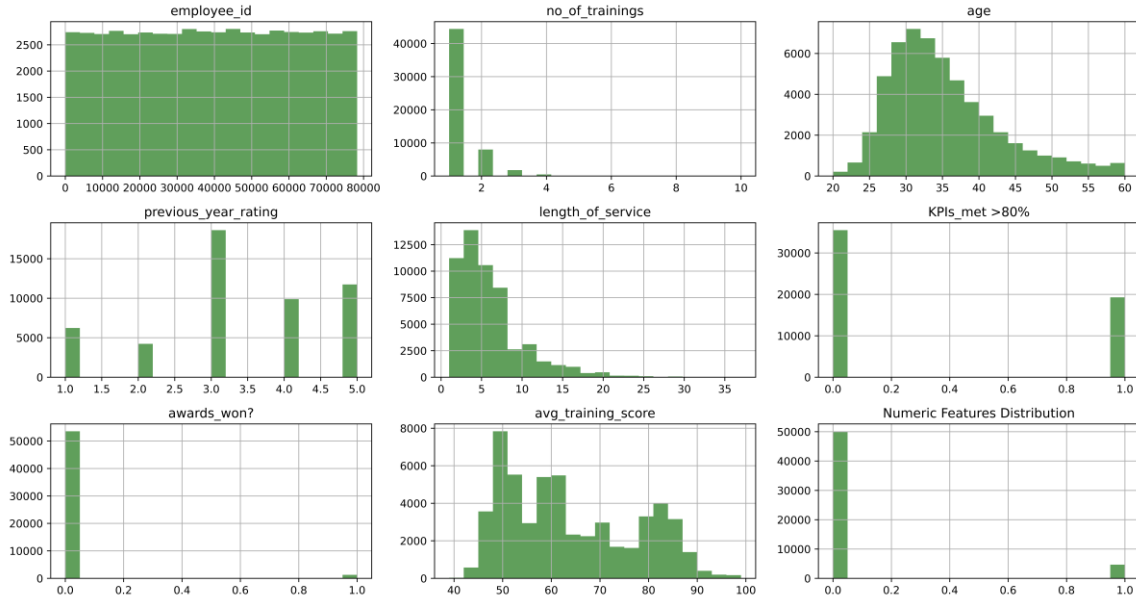 employee_id
2500
2000
1500
1000
500
0
0 10000 20000 30000 40000 50000 60000 70000 80000
no_of_trainings
40000
30000
20000
10000
0
2 4 6 8 10
age
6000
4000
2000
0
20 25 30 35 40 45 50 55 60
previous_year_rating
15000
10000
5000
0
1.0 1.5 2.0 2.5 3.0 3.5 4.0 4.5 5.0
length_of_service
12500
10000
7500
5000
2500
0
0 5 10 15 20 25 30 35
KPIs_met >80%
30000
20000
10000
0
0.0 0.2 0.4 0.6 0.8 1.0
awards_won?
50000
40000
30000
20000
10000
0
0.0 0.2 0.4 0.6 0.8 1.0
avg_training_score
8000
6000
4000
2000
0
40 50 60 70 80 90 100
Numeric Features Distribution
50000
40000
30000
20000
10000
0
0.0 0.2 0.4 0.6 0.8 1.0